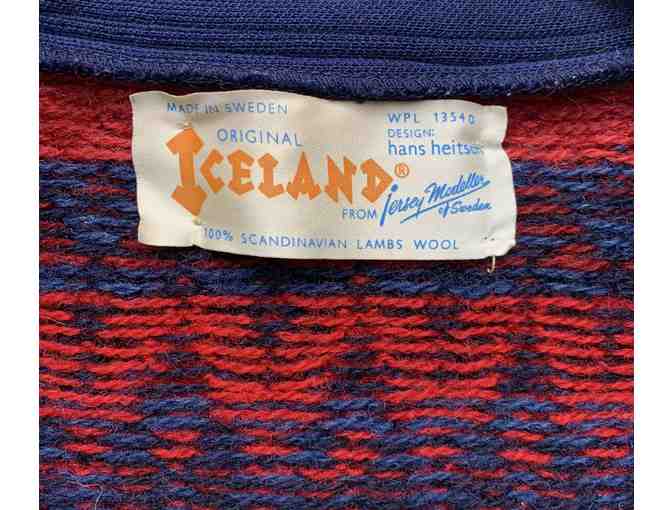 MADE IN SWEDEN
WPL 13540
ORIGINAL
DESIGN:
ICELAND®
FROM jersey Modeller of Sweden
hans
100% SCANDINAVIAN LAMBS WOOL